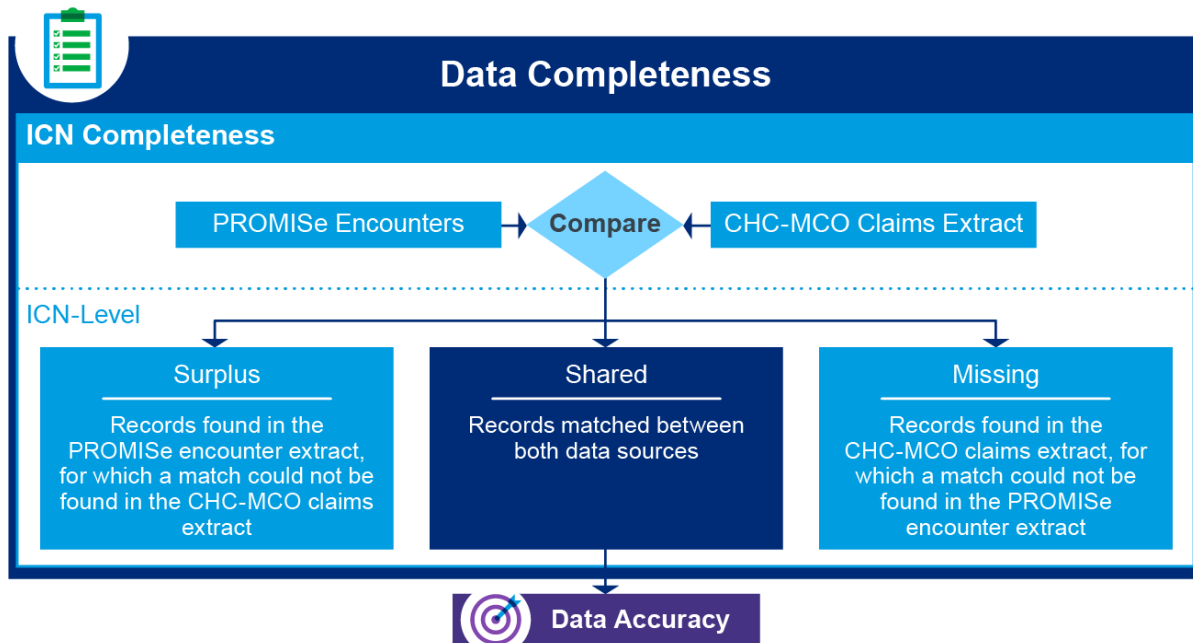 Data Completeness
ICN Completeness
PROMISe Encounters
Compare
CHC-MCO Claims Extract
ICN-Level
Surplus
Records found in the
PROMISe encounter extract,
for which a match could not be
found in the CHC-MCO claims
extract
Shared
Records matched between
both data sources
Missing
Records found in the
CHC-MCO claims extract, for
which a match could not be
found in the PROMISe
encounter extract
Data Accuracy